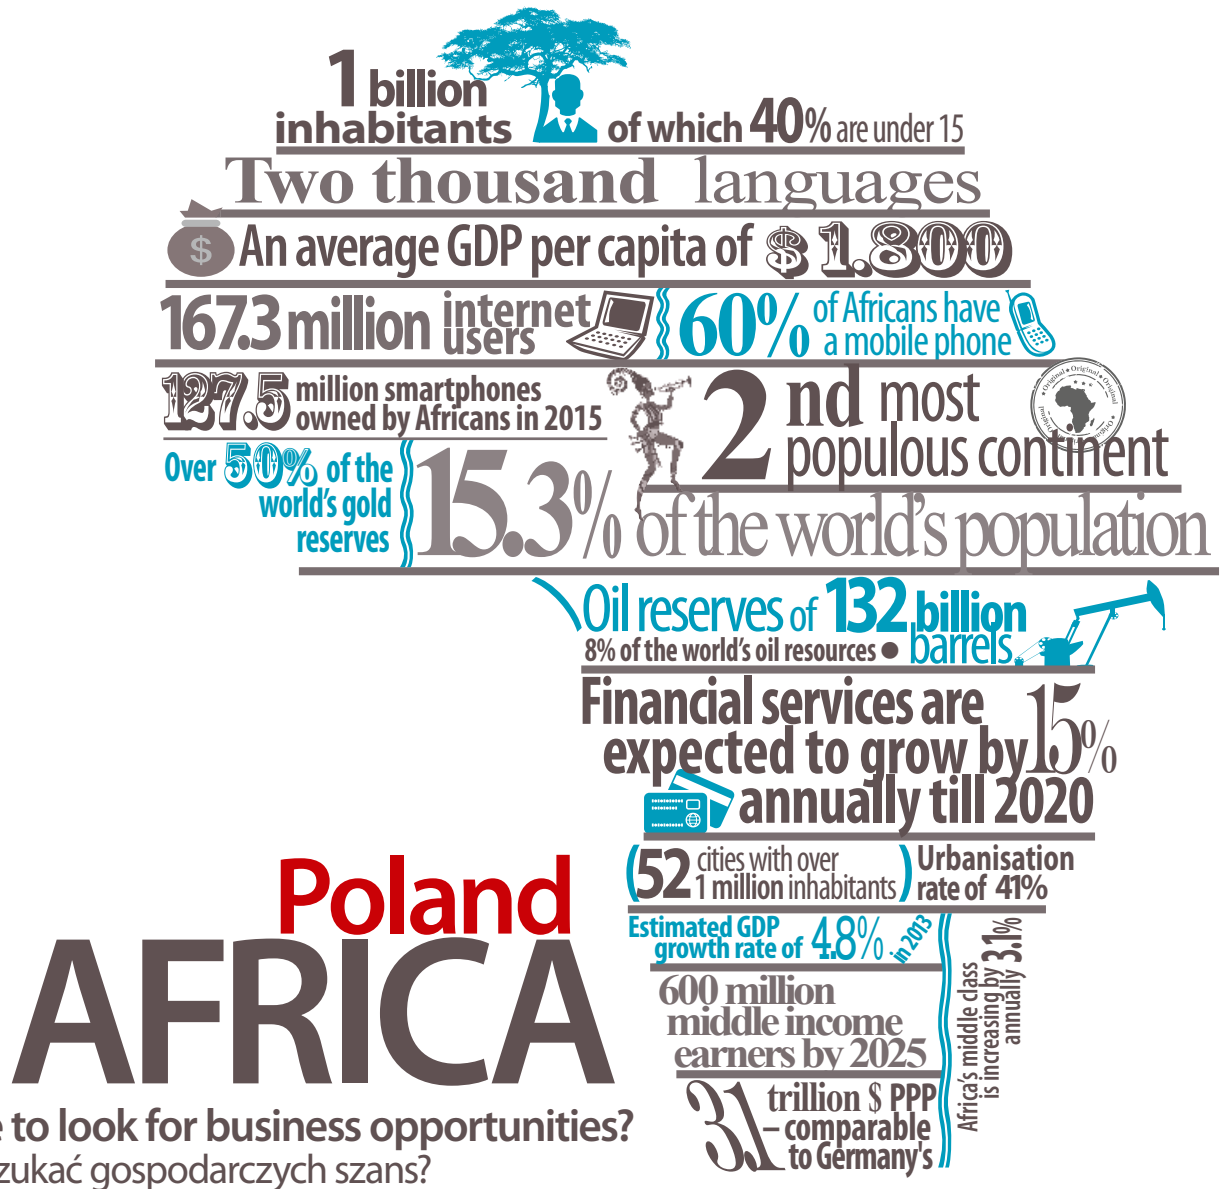 1 billion
inhabitants
of which 40% are under 15
Two thousand languages
$ An average GDP per capita of $ 1.800
167.3 million internet
users
60% of Africans have
a mobile phone
127.5 million smartphones
owned by Africans in 2015
2nd most
populous continent
Original • Original • Original
Over 50% of the
world's gold
reserves
15.3% of the world's population
Oil reserves of 132 billion
barrels
8% of the world's oil resources •
Financial services are
expected to grow by 15%
annually till 2020
(52 cities with over
1 million inhabitants)
Urbanisation
rate of 41%
Estimated GDP
growth rate of 4.8% in 2013
600 million
middle income
earners by 2025
3.1 trillion $ PPP
– comparable
to Germany's
Africa's middle class
is increasing by 3.1%
annually
Poland
AFRICA
to look for business opportunities?
zukać gospodarczych szans?